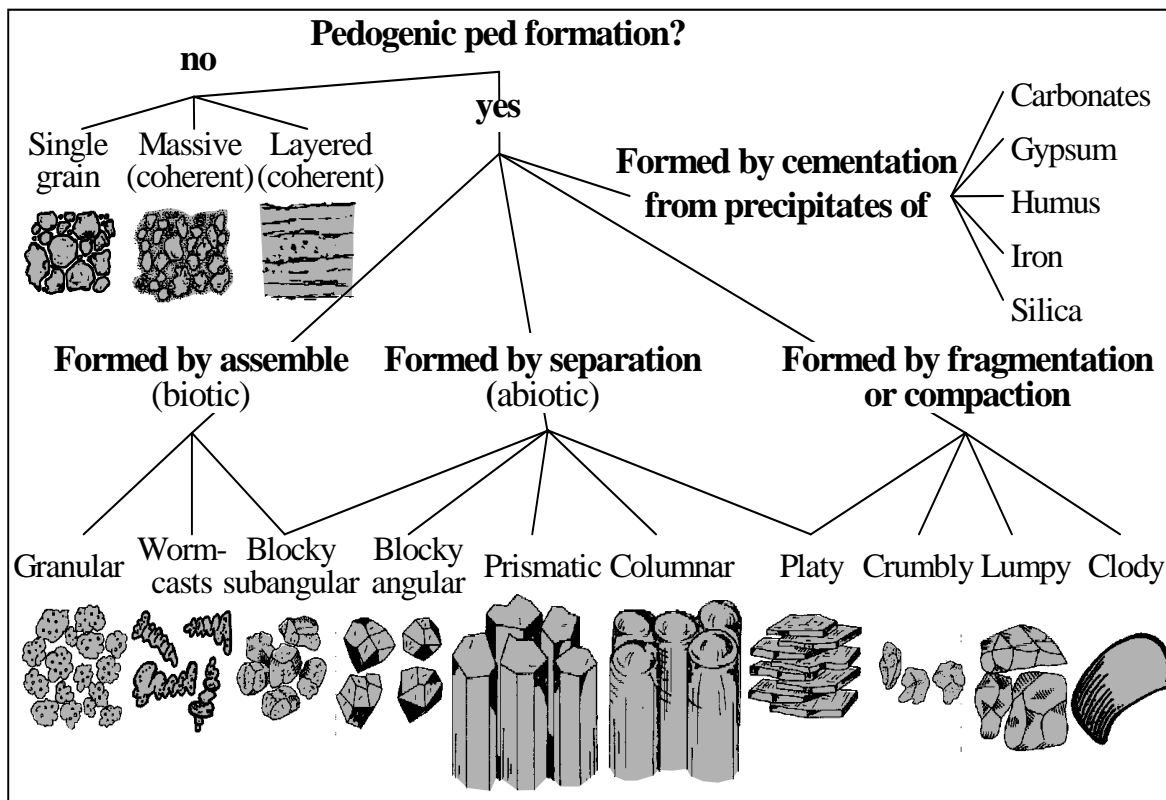 Pedogenic ped formation?
no
yes
Single
grain
Massive
(coherent)
Layered
(coherent)
Formed by cementation
from precipitates of
Carbonates
Gypsum
Humus
Iron
Silica
Formed by assemble
(biotic)
Formed by separation
(abiotic)
Formed by fragmentation
or compaction
Granular
Worm-
casts
Blocky
subangular
Blocky
angular
Prismatic
Columnar
Platy
Crumbly
Lumpy
Clody